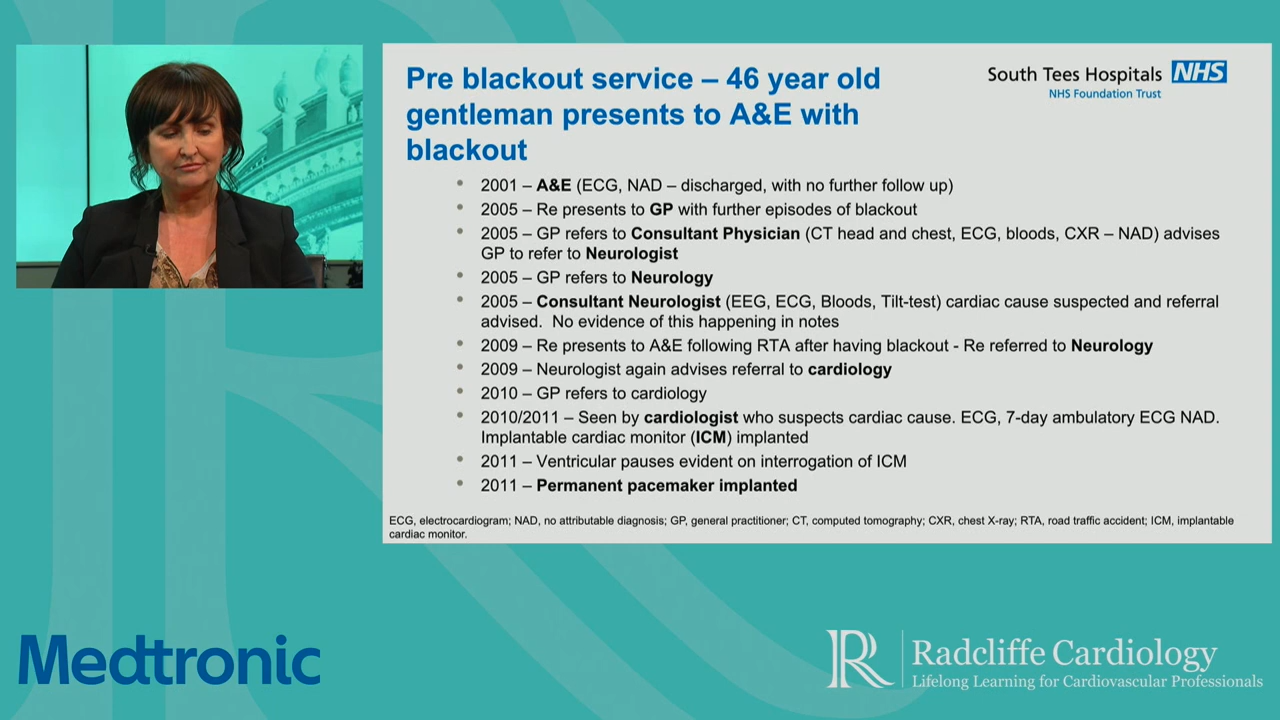 Pre blackout service – 46 year old
gentleman presents to A&E with
blackout
South Tees Hospitals NHS
NHS Foundation Trust
• 2001 – A&E (ECG, NAD – discharged, with no further follow up)
• 2005 – Re presents to GP with further episodes of blackout
• 2005 – GP refers to Consultant Physician (CT head and chest, ECG, bloods, CXR – NAD) advises
GP to refer to Neurologist
• 2005 – GP refers to Neurology
• 2005 – Consultant Neurologist (EEG, ECG, Bloods, Tilt-test) cardiac cause suspected and referral
advised. No evidence of this happening in notes
• 2009 – Re presents to A&E following RTA after having blackout - Re referred to Neurology
• 2009 – Neurologist again advises referral to cardiology
• 2010 – GP refers to cardiology
• 2010/2011 – Seen by cardiologist who suspects cardiac cause. ECG, 7-day ambulatory ECG NAD.
Implantable cardiac monitor (ICM) implanted
• 2011 – Ventricular pauses evident on interrogation of ICM
• 2011 – Permanent pacemaker implanted
ECG, electrocardiogram; NAD, no attributable diagnosis; GP, general practitioner; CT, computed tomography; CXR, chest X-ray; RTA, road traffic accident; ICM, implantable
cardiac monitor.
Medtronic
R
Radcliffe Cardiology
Lifelong Learning for Cardiovascular Professionals